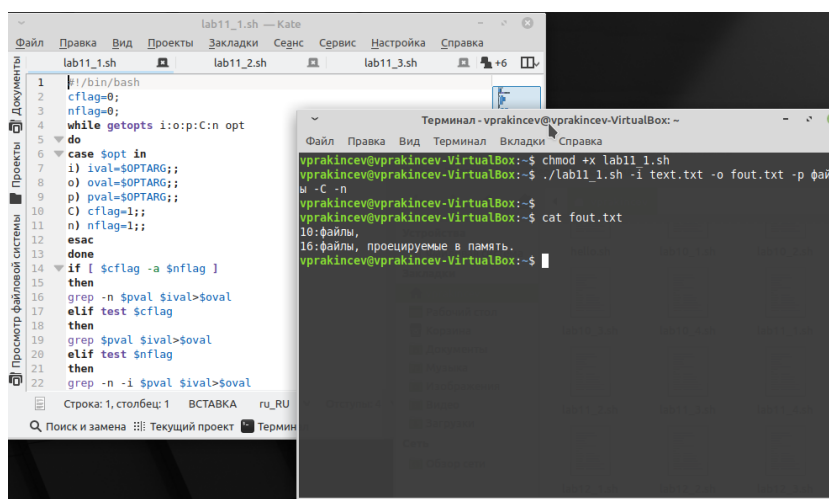 lab11_1.sh — Kate
Файл Правка Вид Проекты Закладки Сеанс Сервис Настройка Справка
lab11_1.sh lab11_2.sh lab11_3.sh +6
Документы
Проекты
Просмотр файловой системы
1 #!/bin/bash
2 cflag=0;
3 nflag=0;
4 while getopts i:o:p:C:n opt
5 do
6 case $opt in
7 i) ival=$OPTARG;;
8 o) oval=$OPTARG;;
9 p) pval=$OPTARG;;
10 C) cflag=1;;
11 n) nflag=1;;
12 esac
13 done
14 if [ $cflag -a $nflag ]
15 then
16 grep -n $pval $ival>$oval
17 elif test $cflag
18 then
19 grep $pval $ival>$oval
20 elif test $nflag
21 then
22 grep -n -i $pval $ival>$oval
Строка: 1, столбец: 1 ВСТАВКА ru_RU
Поиск и замена Текущий проект Термин
Терминал - vprakincev@vprakincev-VirtualBox: ~
Файл Правка Вид Терминал Вкладки Справка
vprakincev@vprakincev-VirtualBox:~$ chmod +x lab11_1.sh
vprakincev@vprakincev-VirtualBox:~$ ./lab11_1.sh -i text.txt -o fout.txt -p фай
ы -C -n
vprakincev@vprakincev-VirtualBox:~$
vprakincev@vprakincev-VirtualBox:~$ cat fout.txt
10:файлы,
16:файлы, проецируемые в память.
vprakincev@vprakincev-VirtualBox:~$